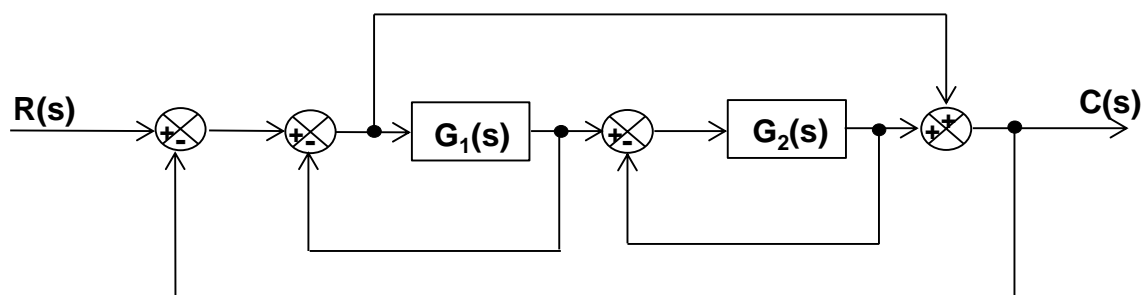 R(s)
C(s)
+
-
+
-
G₁(s)
+
-
G₂(s)
+
+